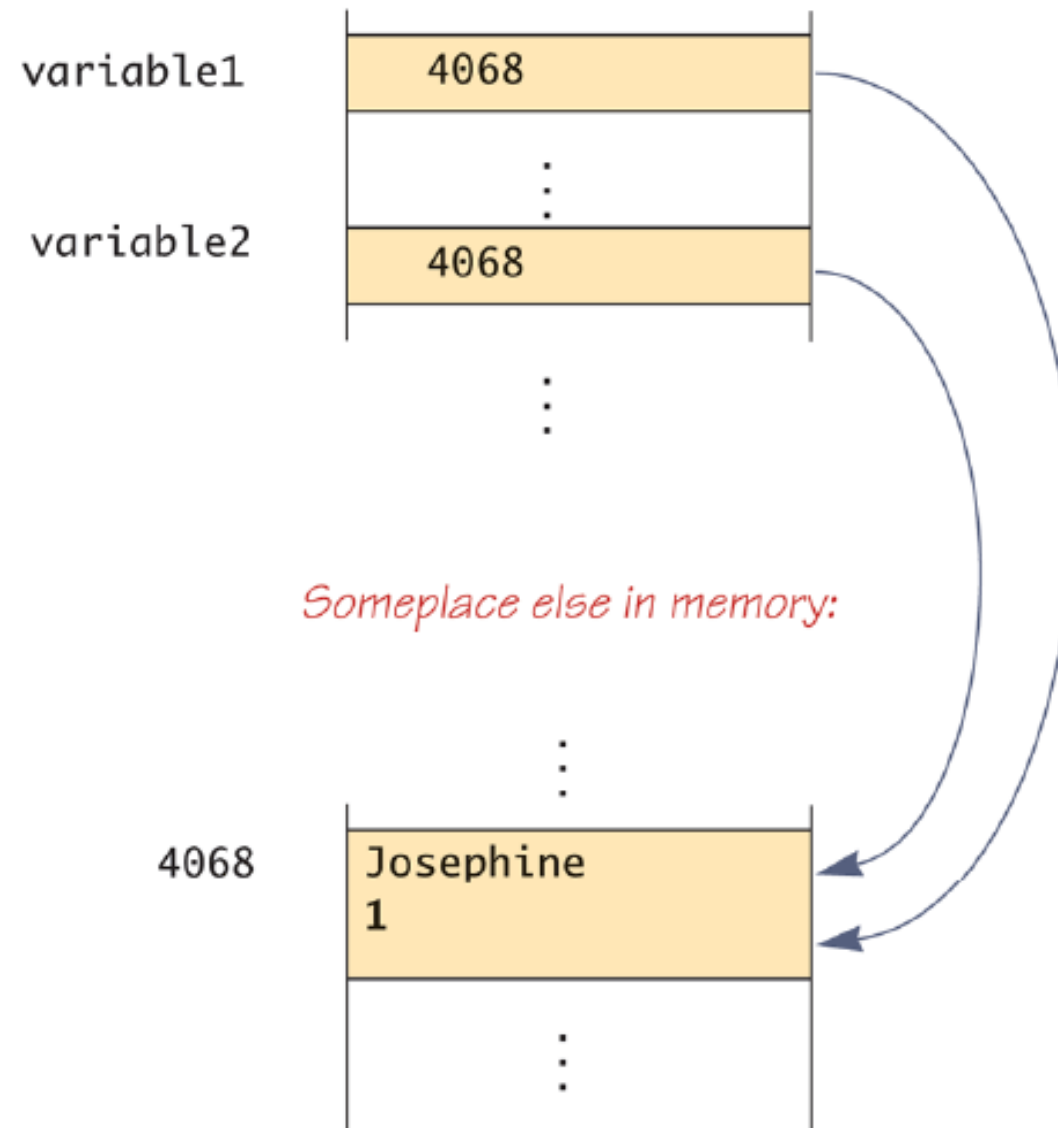 variable1 4068
variable2 4068
Someplace else in memory:
4068 Josephine
1